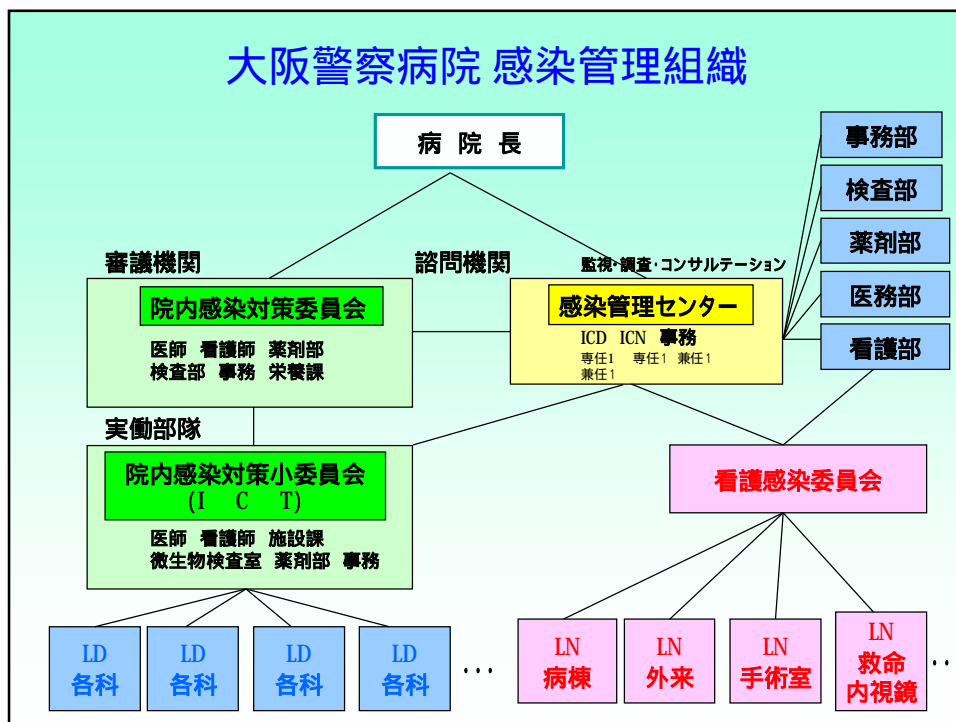 大阪警察病院 感染管理組織
病 院 長
事務部
検査部
薬剤部
医務部
看護部
審議機関
諮問機関
監視・調査・コンサルテーション
院内感染対策委員会
医師 看護師 薬剤部
検査部 事務 栄養課
感染管理センター
ICD ICN 事務
専任1 専任1 兼任1
兼任1
実働部隊
院内感染対策小委員会
(I C T)
医師 看護師 施設課
微生物検査室 薬剤部 事務
看護感染委員会
LD
各科
LD
各科
LD
各科
LD
各科
...
LN
病棟
LN
外来
LN
手術室
LN
救命
内視鏡
..